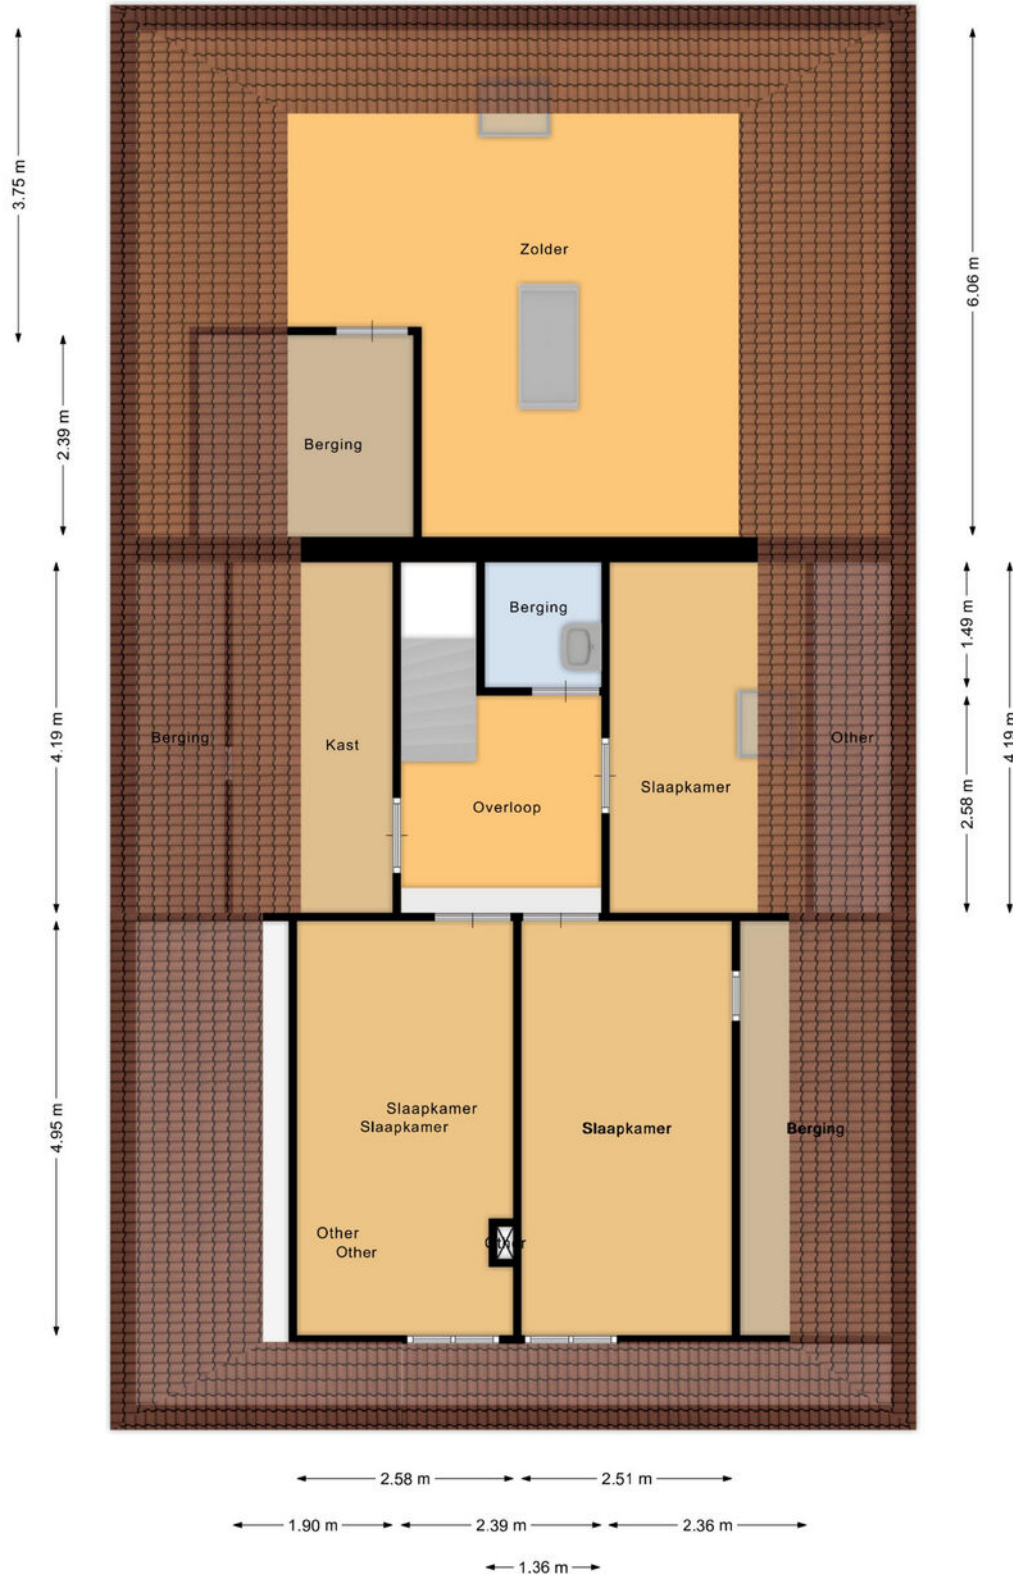 3.75 m
6.06 m
Zolder
2.39 m
Berging
Berging
1.49 m
4.19 m
4.19 m
Berging
Kast
Other
Slaapkamer
Overloop
2.58 m
Slaapkamer
Slaapkamer
Slaapkamer
Berging
4.95 m
Other
Other
Other
2.58 m
2.51 m
1.90 m
2.39 m
2.36 m
1.36 m